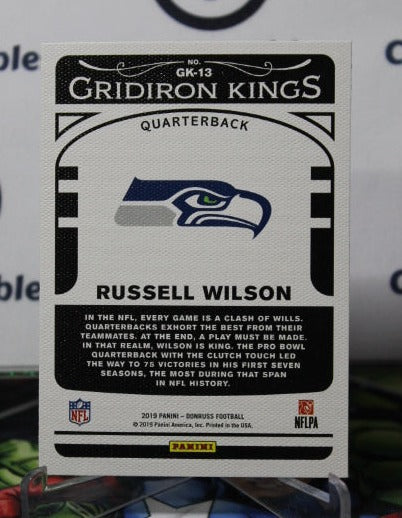 NO.
GK-13
GRIDIRON KINGS
QUARTERBACK
RUSSELL WILSON
IN THE NFL, EVERY GAME IS A CLASH OF WILLS.
QUARTERBACKS EXHORT THE BEST FROM THEIR
TEAMMATES. AT THE END, A PLAY MUST BE MADE.
IN THAT REALM, WILSON IS KING. THE PRO BOWL
QUARTERBACK WITH THE CLUTCH TOUCH LED
THE WAY TO 75 VICTORIES IN HIS FIRST SEVEN
SEASONS, THE MOST DURING THAT SPAN
IN NFL HISTORY.
NFL
NFLPA
2019 PANINI – DONRUSS FOOTBALL
© 2019 Panini America, Inc. Printed in the USA.
PANINI